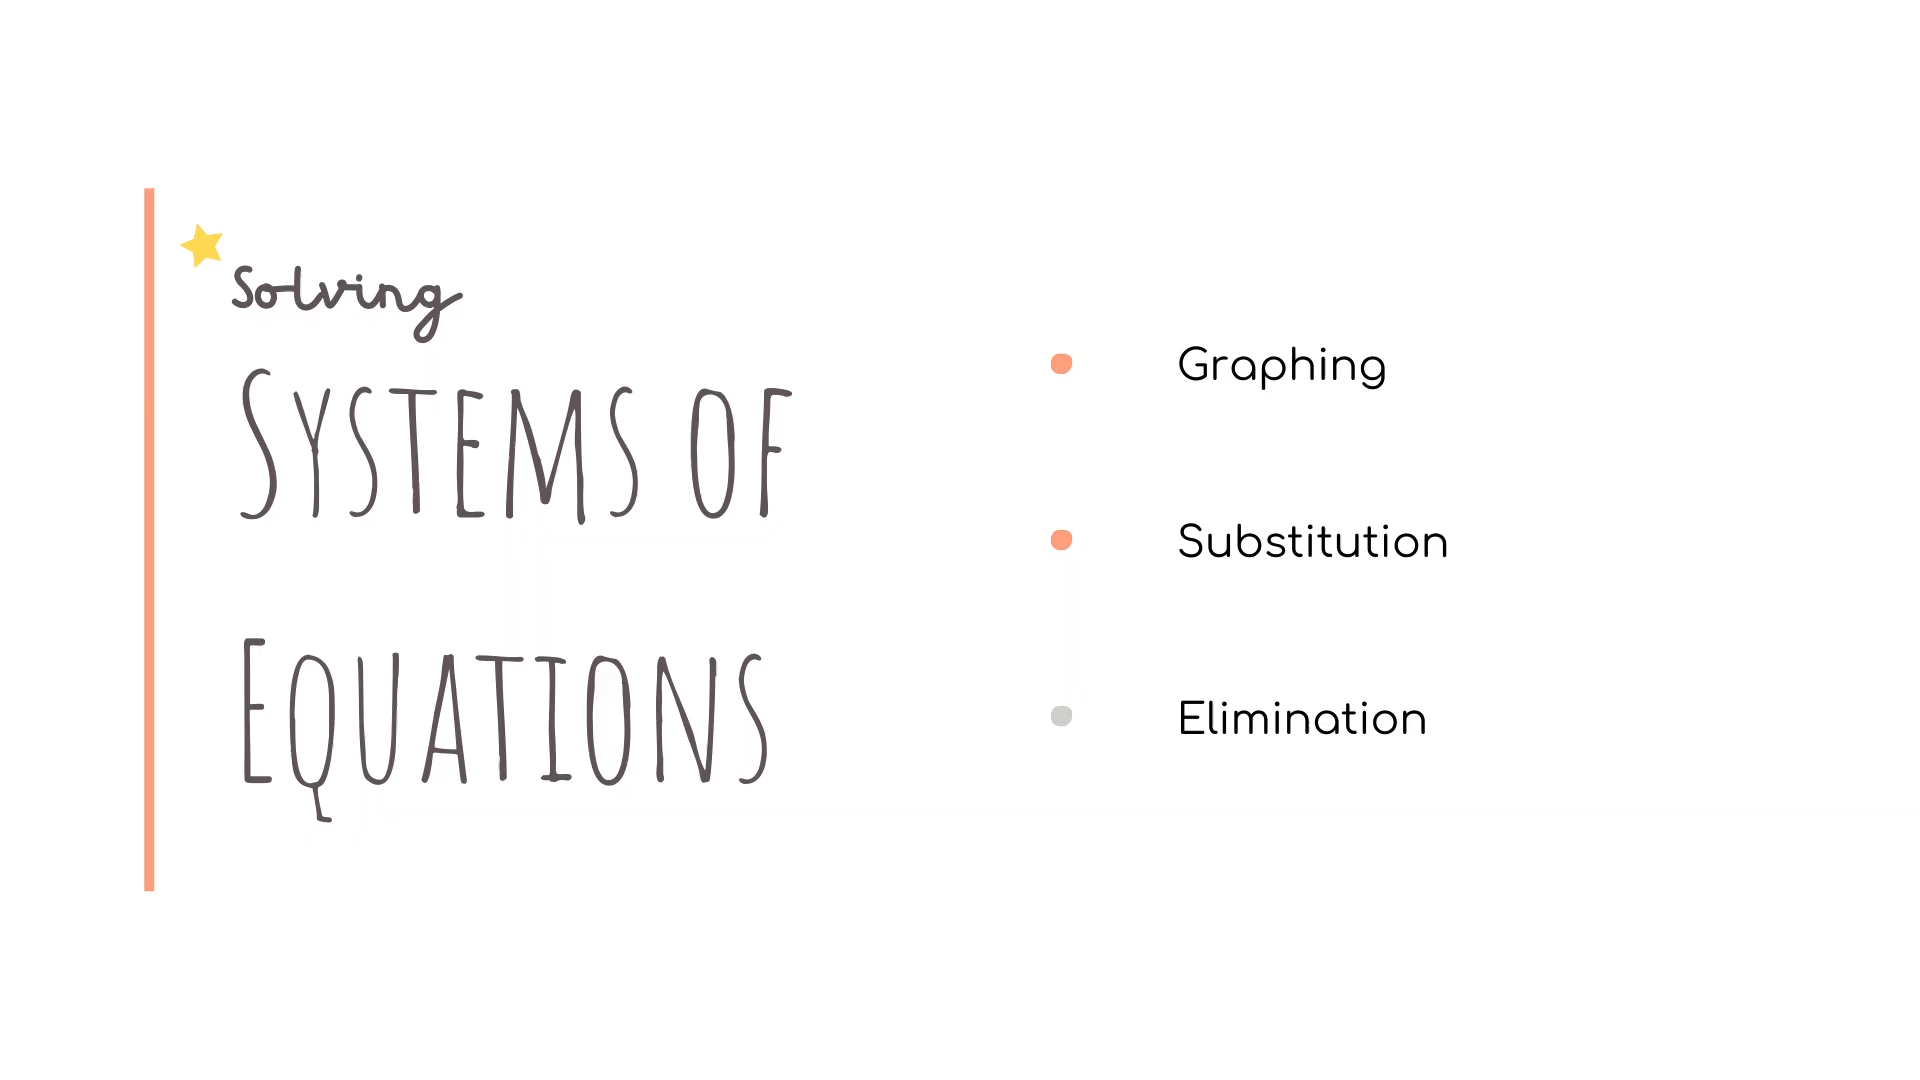 Solving
SYSTEMS OF
EQUATIONS
Graphing
Substitution
Elimination